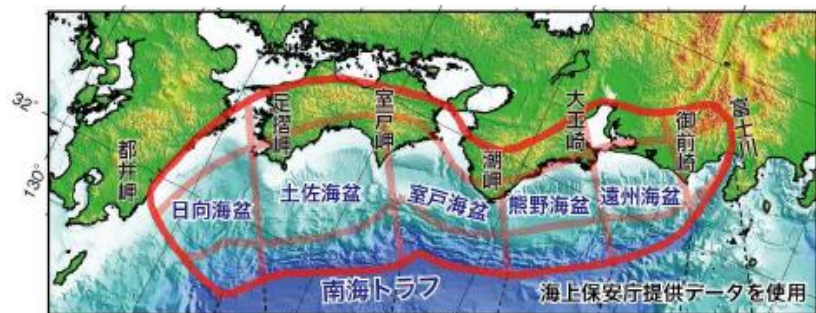 32°
130°
都井岬
足摺岬
室戸岬
潮岬
大王崎
御前崎
富士川
日向海盆
土佐海盆
室戸海盆
熊野海盆
遠州海盆
南海トラフ
海上保安庁提供データを使用